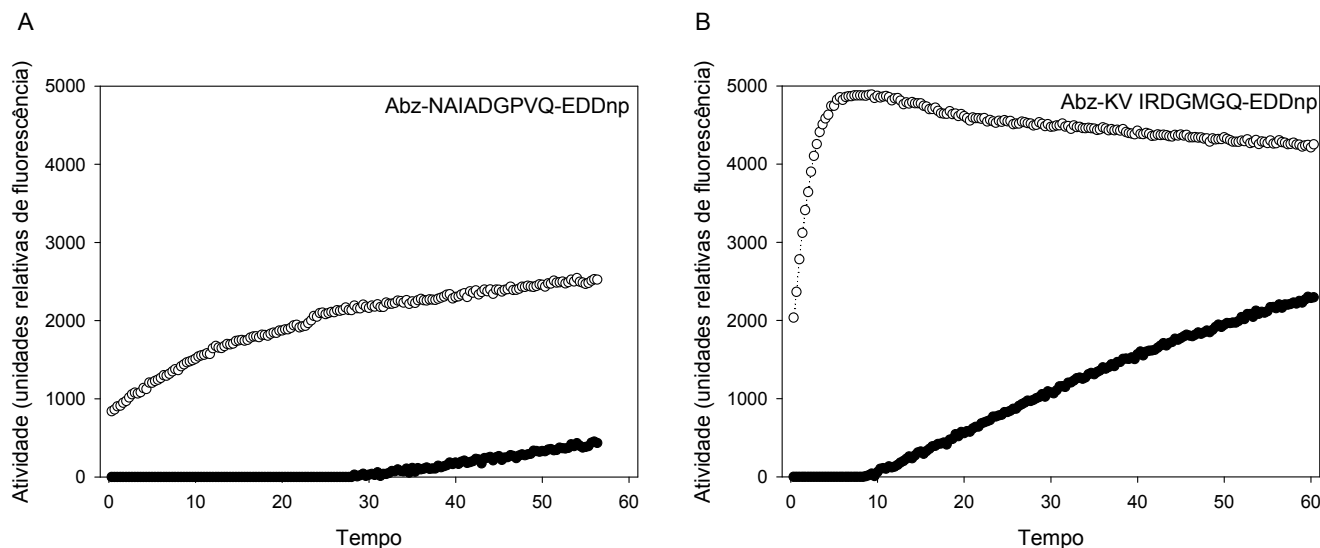 A
B
Atividade (unidades relativas de fluorescência)
5000
4000
3000
2000
1000
0
Abz-NAIADGPVQ-EDDnp
0 10 20 30 40 50 60
Tempo
Atividade (unidades relativas de fluorescência)
5000
4000
3000
2000
1000
0
Abz-KV IRDGMGQ-EDDnp
0 10 20 30 40 50 60
Tempo